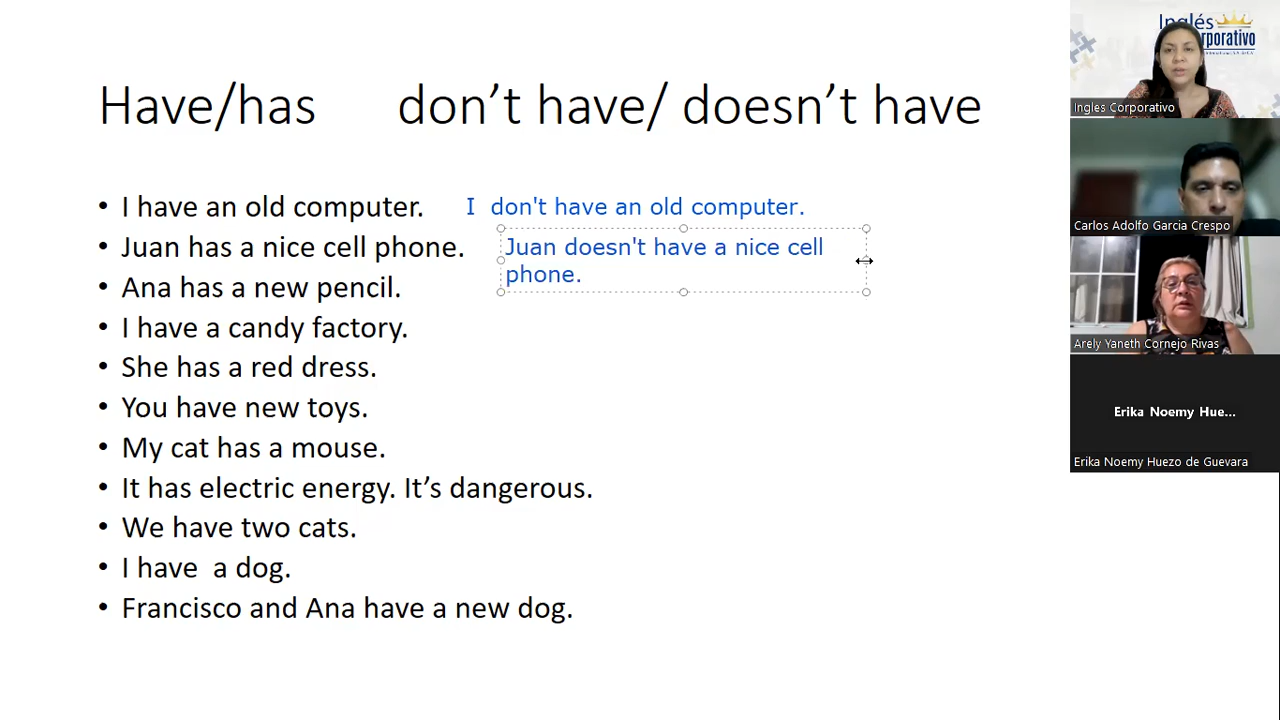 Have/has don’t have/ doesn’t have
• I have an old computer. I don't have an old computer.
• Juan has a nice cell phone. Juan doesn't have a nice cell
phone.
• Ana has a new pencil.
• I have a candy factory.
• She has a red dress.
• You have new toys.
• My cat has a mouse.
• It has electric energy. It’s dangerous.
• We have two cats.
• I have a dog.
• Francisco and Ana have a new dog.
Inglés
Ingles Corporativo
Carlos Adolfo Garcia Crespo
Arely Yaneth Cornejo Rivas
Erika Noemy Hue...
Erika Noemy Huezo de Guevara